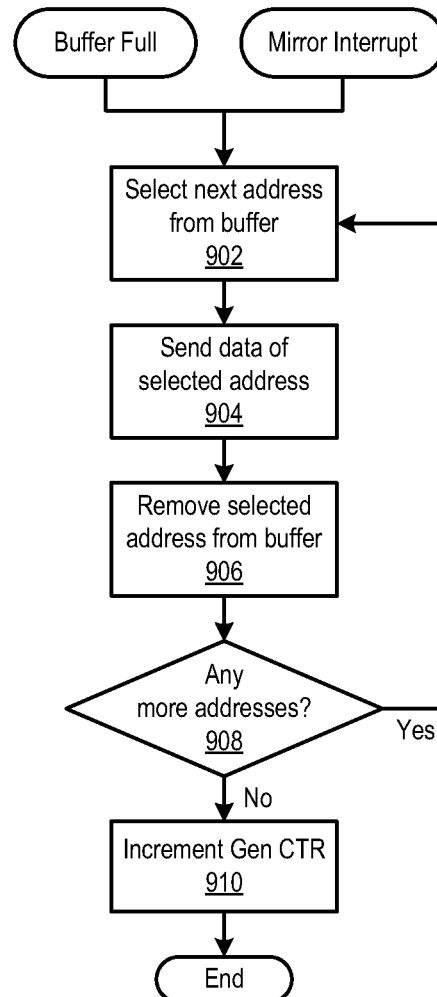 Buffer Full
Mirror Interrupt
Select next address
from buffer
902
Send data of
selected address
904
Remove selected
address from buffer
906
Any
more addresses?
908
Yes
No
Increment Gen CTR
910
End